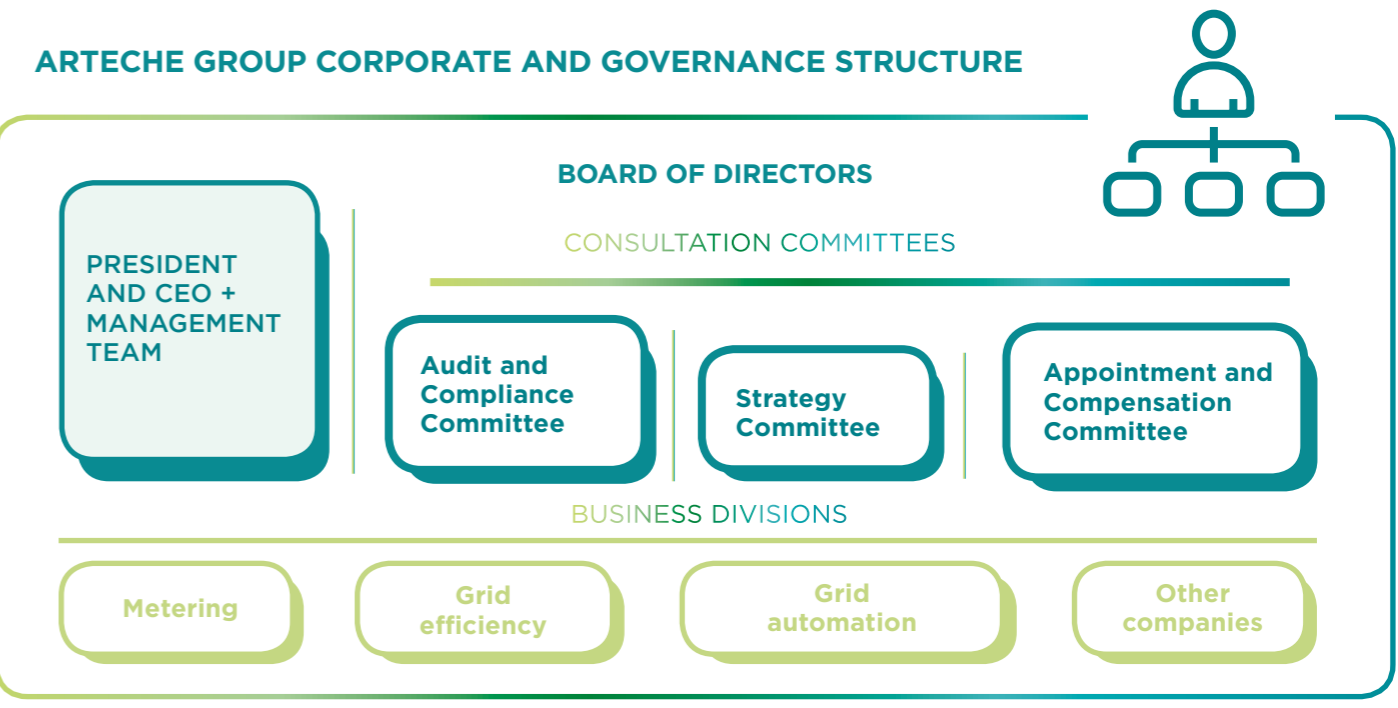 ARTECHE GROUP CORPORATE AND GOVERNANCE STRUCTURE
BOARD OF DIRECTORS
PRESIDENT
AND CEO +
MANAGEMENT
TEAM
CONSULTATION COMMITTEES
Audit and
Compliance
Committee
Strategy
Committee
Appointment and
Compensation
Committee
BUSINESS DIVISIONS
Metering
Grid
efficiency
Grid
automation
Other
companies